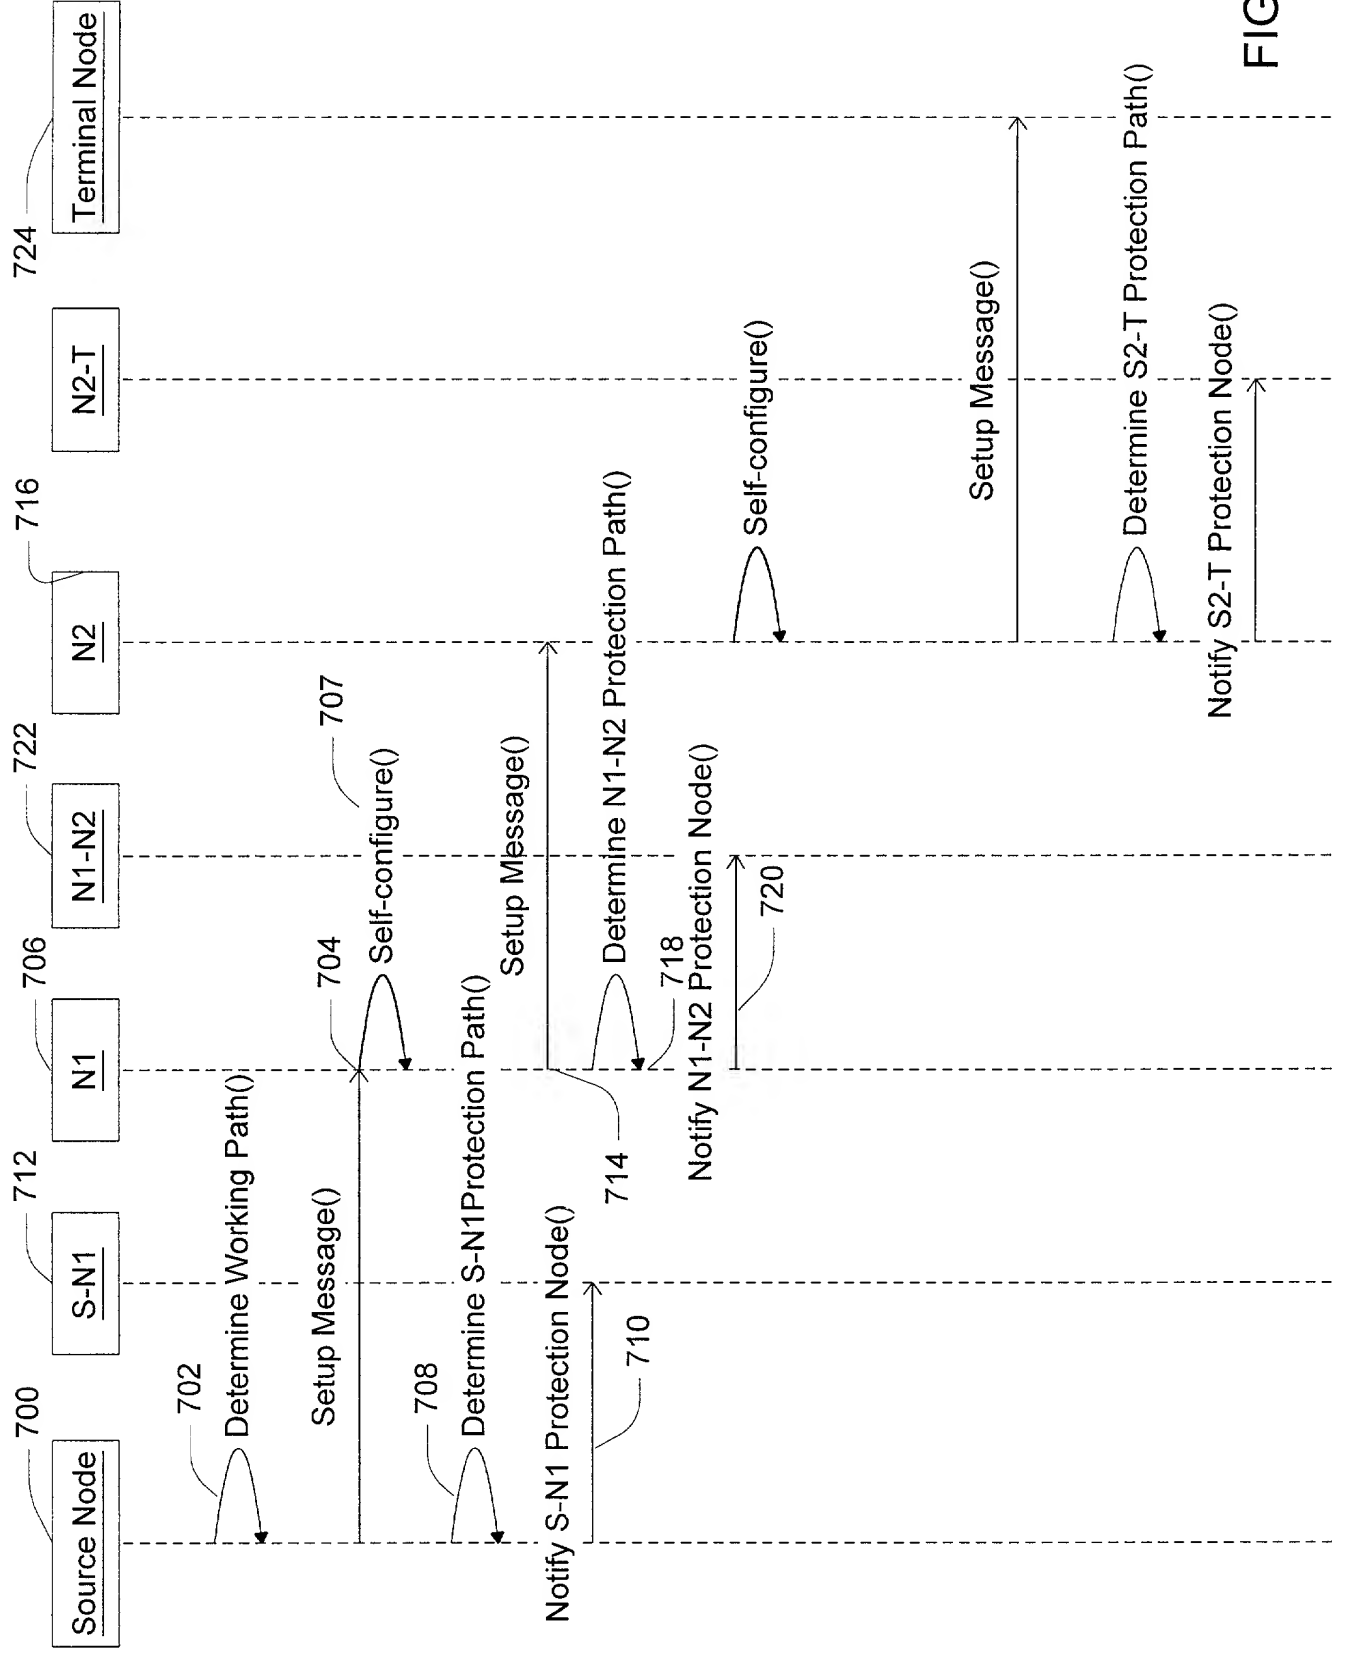 700
712
706
722
716
724
Source Node
S-N1
N1
N1-N2
N2
N2-T
Terminal Node
702
Determine Working Path()
Setup Message()
704
707
Self-configure()
708
Determine S-N1Protection Path()
Setup Message()
Notify S-N1 Protection Node()
710
714
Determine N1-N2 Protection Path()
718
Notify N1-N2 Protection Node()
720
Self-configure()
Setup Message()
Determine S2-T Protection Path()
Notify S2-T Protection Node()
FIG